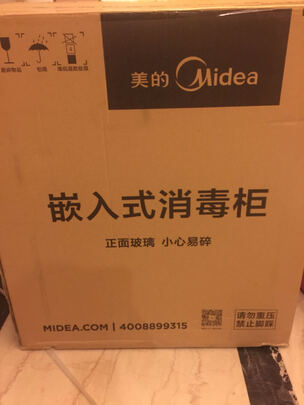 美的 Midea
嵌入式消毒柜
正面玻璃 小心易碎
MIDEA.COM | 4008899315
请勿重压
禁止脚踩